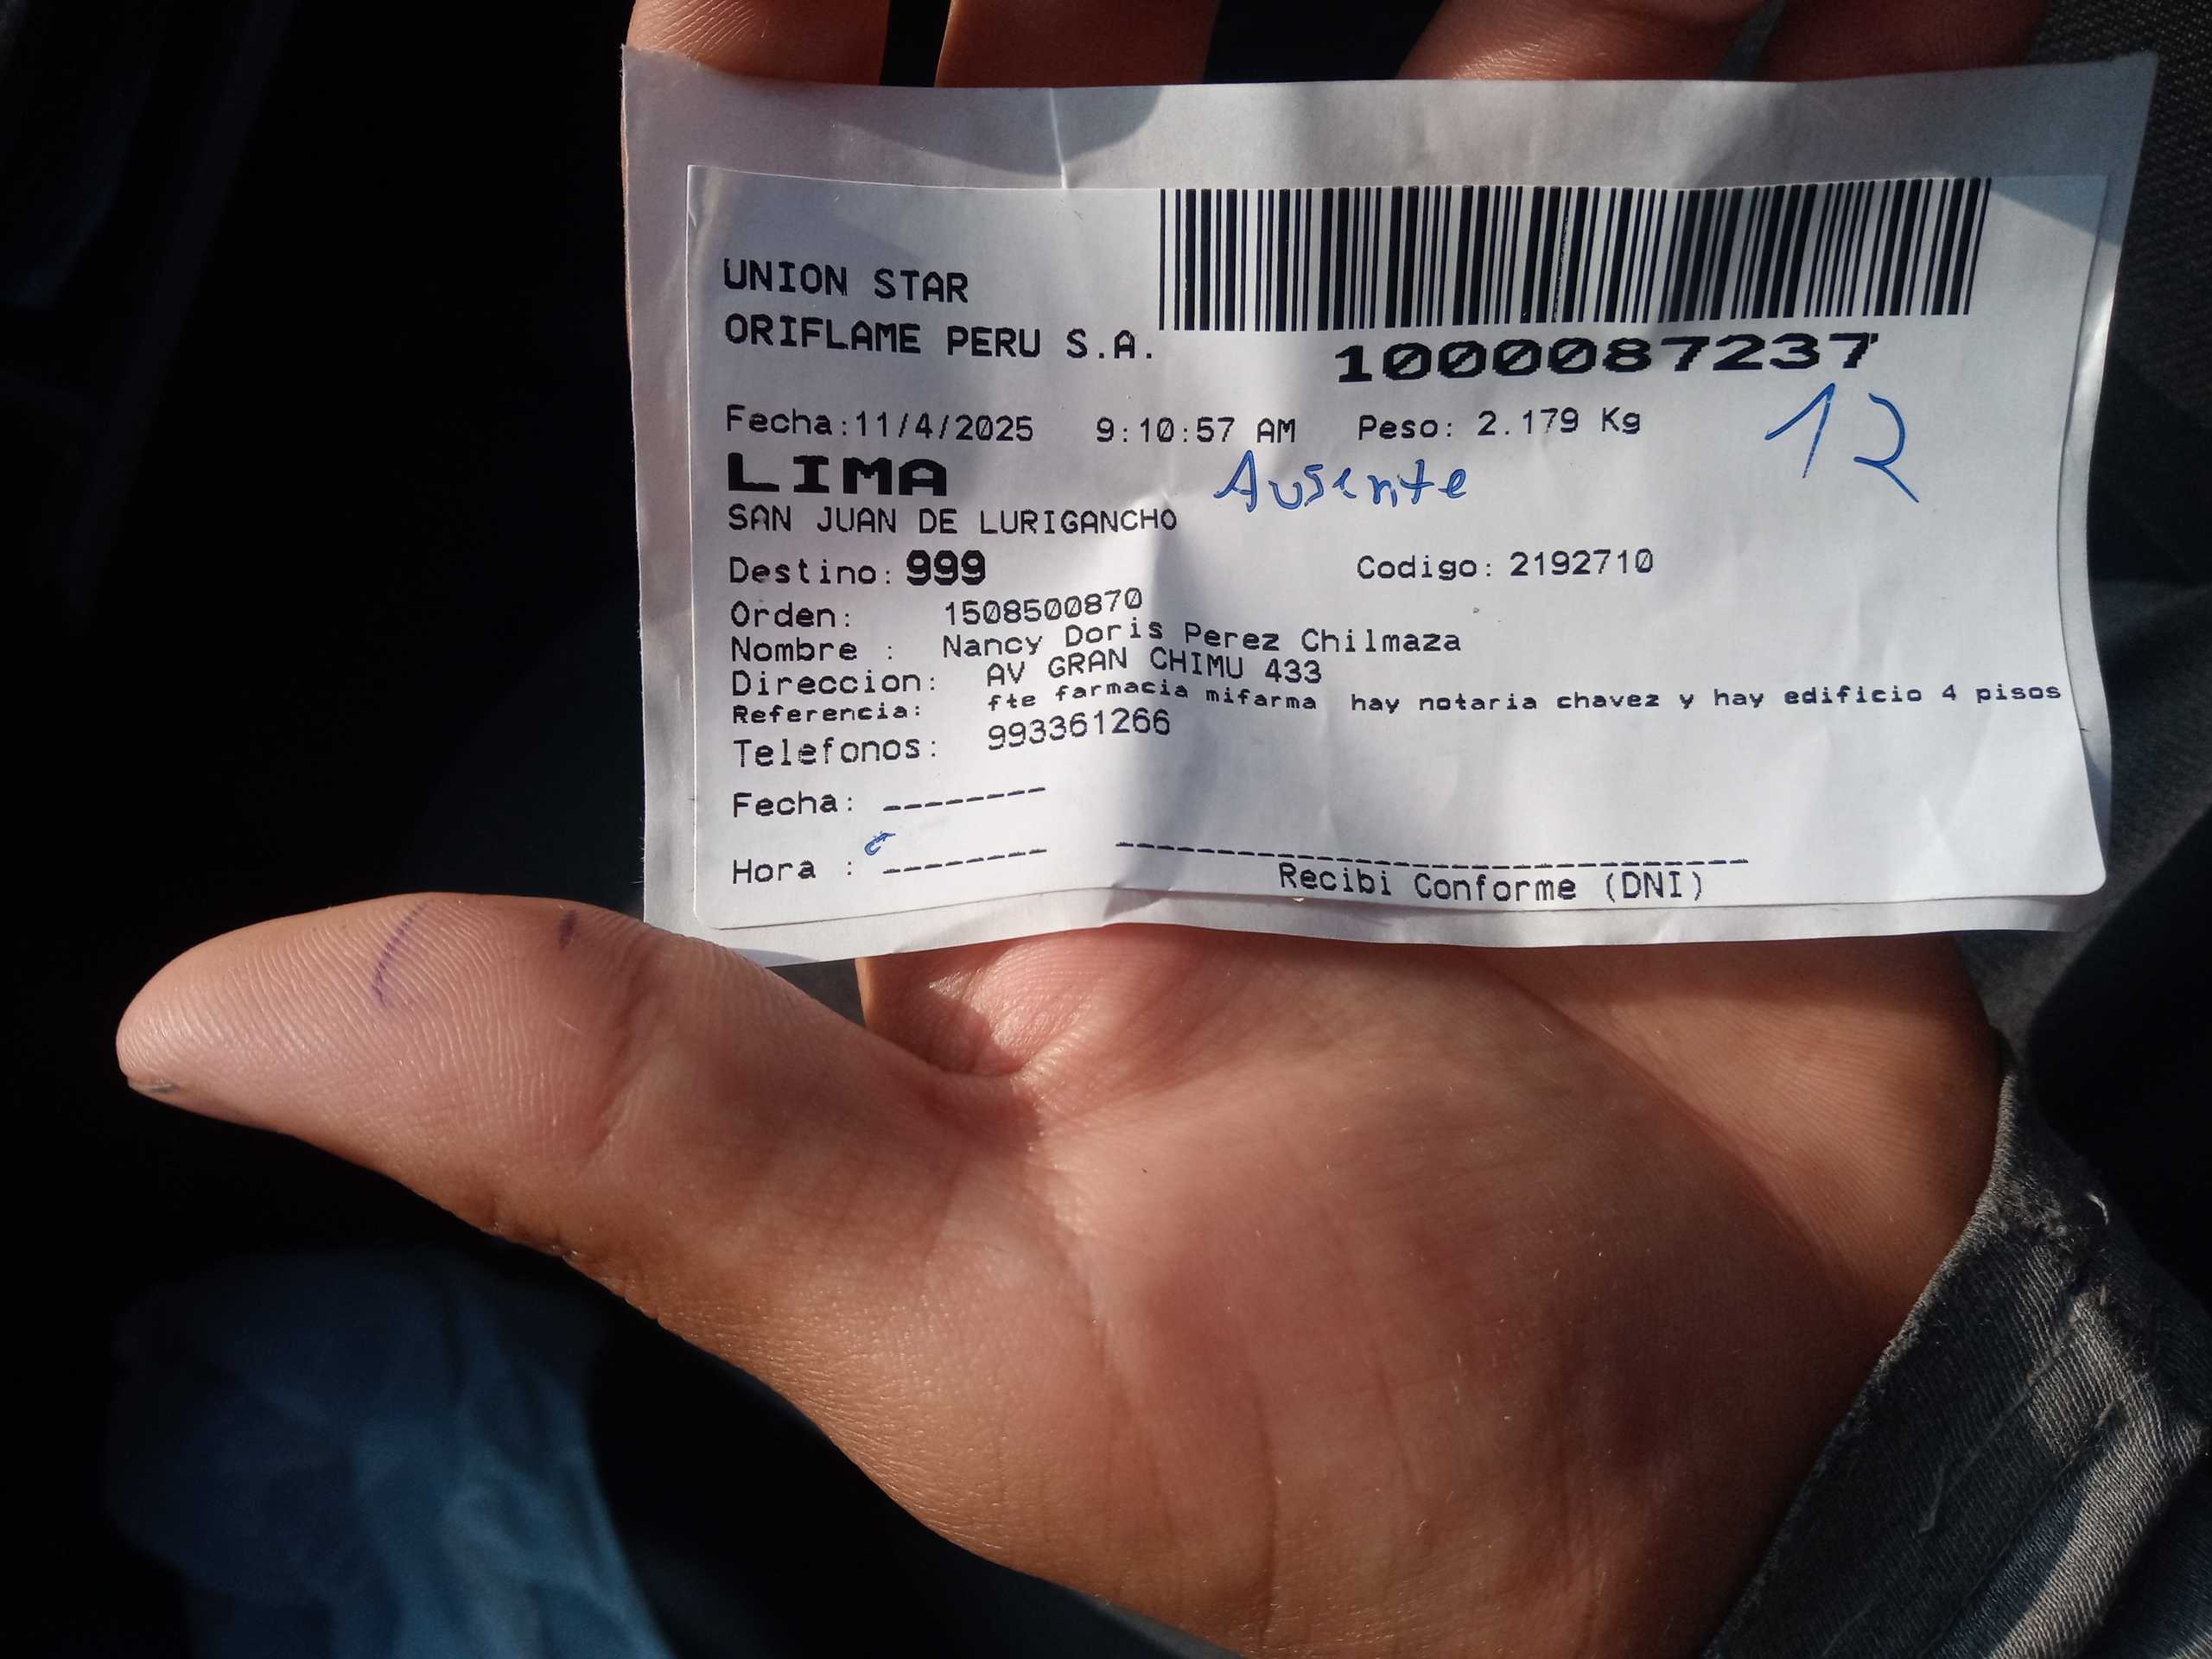 UNION STAR
ORIFLAME PERU S.A.
1000087237
Fecha:11/4/2025 9:10:57 AM Peso: 2.179 Kg
12
LIMA
Ausente
SAN JUAN DE LURIGANCHO
Destino: 999 Codigo: 2192710
Orden: 1508500870
Nombre : Nancy Doris Perez Chilmaza
Direccion: AV GRAN CHIMU 433
Referencia: fte farmacia mifarma hay notaria chavez y hay edificio 4 pisos
Telefonos: 993361266
Fecha: --------
Hora : --------
Recibi Conforme (DNI)